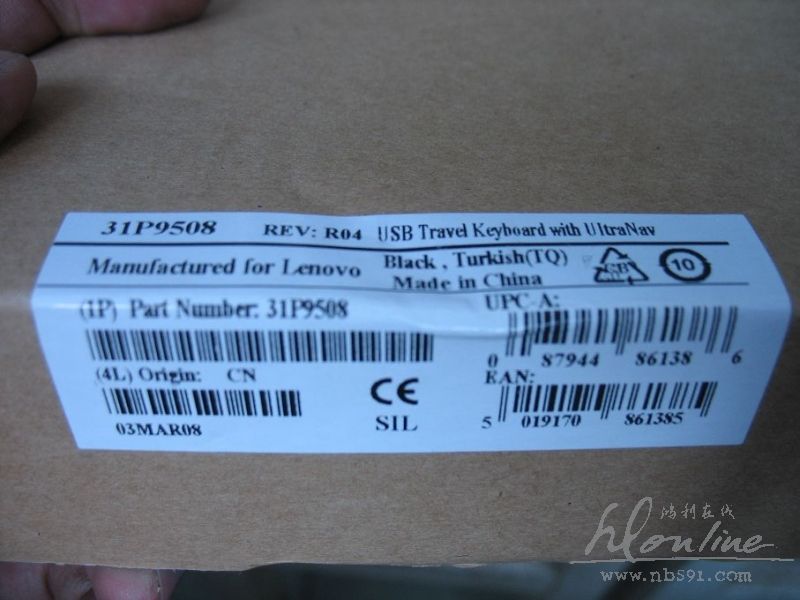 31P9508 REV: R04 USB Travel Keyboard with UltraNav
Manufactured for Lenovo Black , Turkish(TQ)
Made in China
10
(1P) Part Number: 31P9508
UPC-A:
0 87944 86138 6
(4L) Origin: CN
EAN:
5 019170 861385
03MAR08
CE
SIL
鸿利在线
hlonline
www.nb591.com